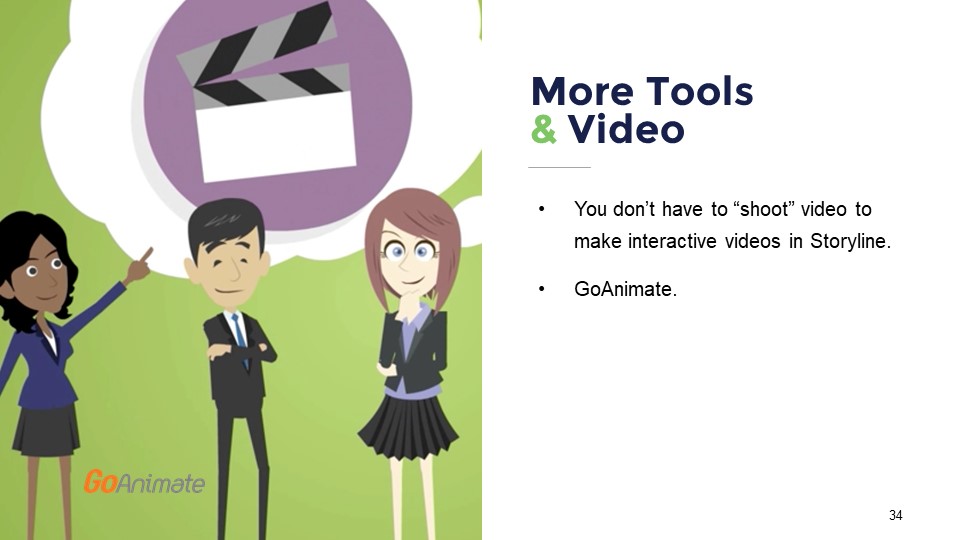 More Tools
& Video
• You don’t have to “shoot” video to
make interactive videos in Storyline.
• GoAnimate.
GoAnimate
34